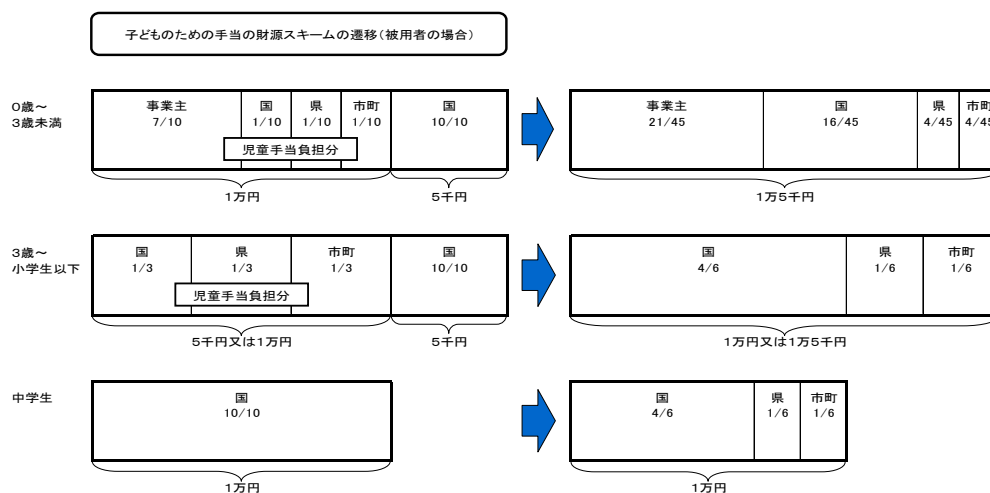 子どものための手当の財源スキームの遷移（被用者の場合）
0歳～
3歳未満
事業主
7/10
国
1/10
県
1/10
市町
1/10
国
10/10
児童手当負担分
1万円
5千円
事業主
21/45
国
16/45
県
4/45
市町
4/45
1万5千円
3歳～
小学生以下
国
1/3
県
1/3
市町
1/3
国
10/10
児童手当負担分
5千円又は1万円
5千円
国
4/6
県
1/6
市町
1/6
1万円又は1万5千円
中学生
国
10/10
1万円
国
4/6
県
1/6
市町
1/6
1万円